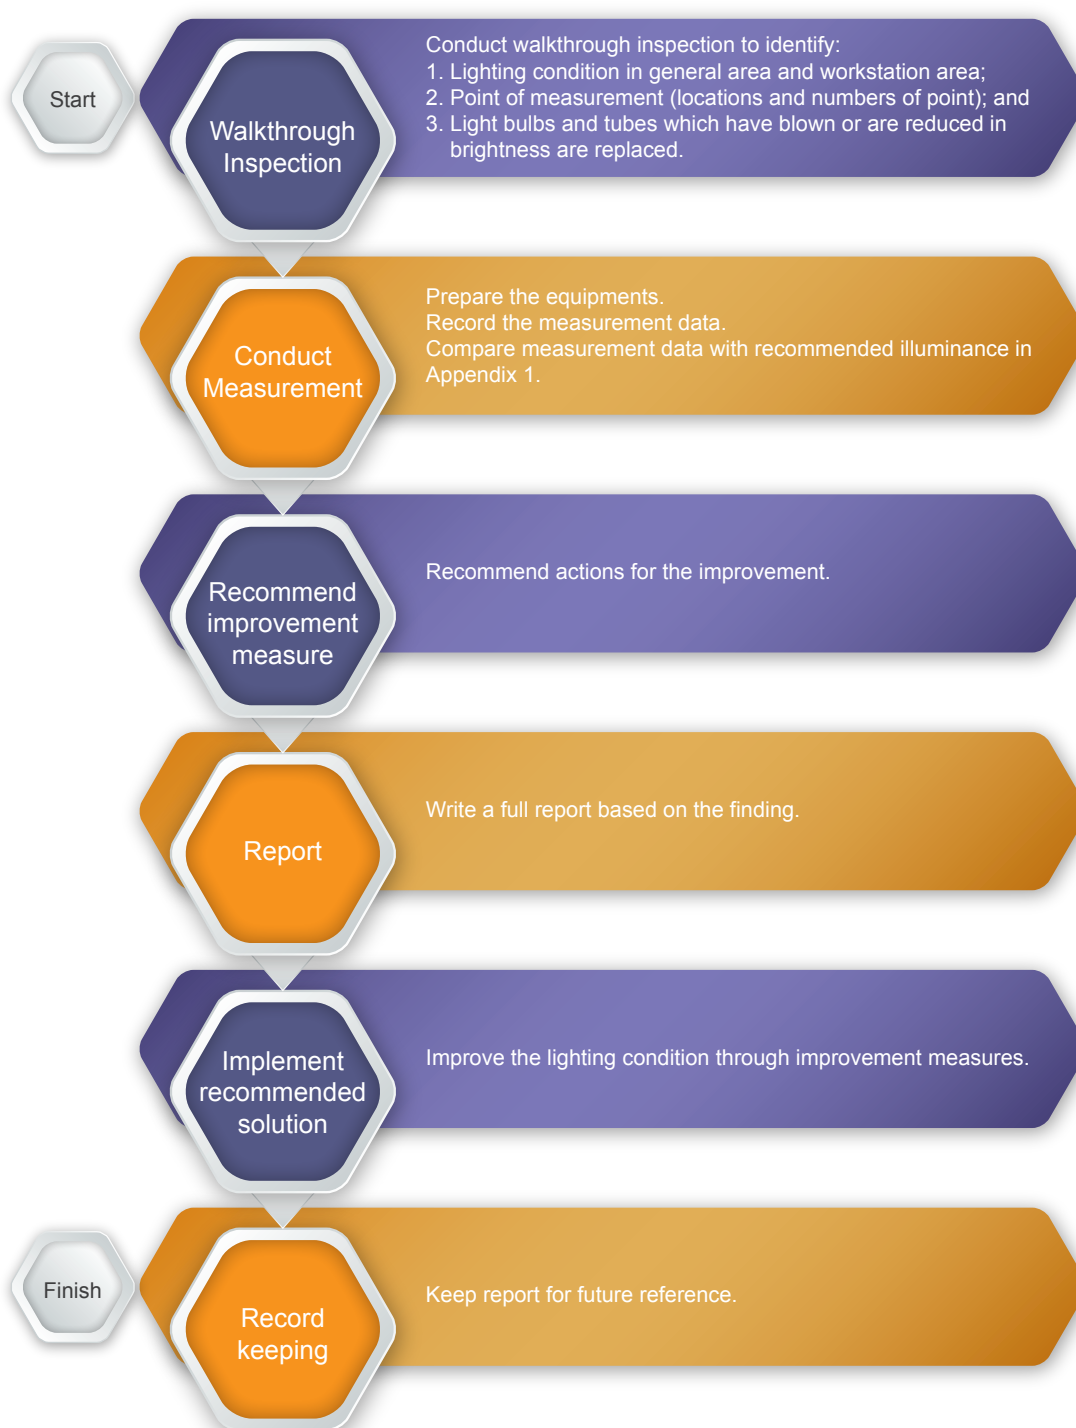 Start
Walkthrough
Inspection
Conduct walkthrough inspection to identify:
1. Lighting condition in general area and workstation area;
2. Point of measurement (locations and numbers of point); and
3. Light bulbs and tubes which have blown or are reduced in
brightness are replaced.
Conduct
Measurement
Prepare the equipments.
Record the measurement data.
Compare measurement data with recommended illuminance in
Appendix 1.
Recommend
improvement
measure
Recommend actions for the improvement.
Report
Write a full report based on the finding.
Implement
recommended
solution
Improve the lighting condition through improvement measures.
Finish
Record
keeping
Keep report for future reference.